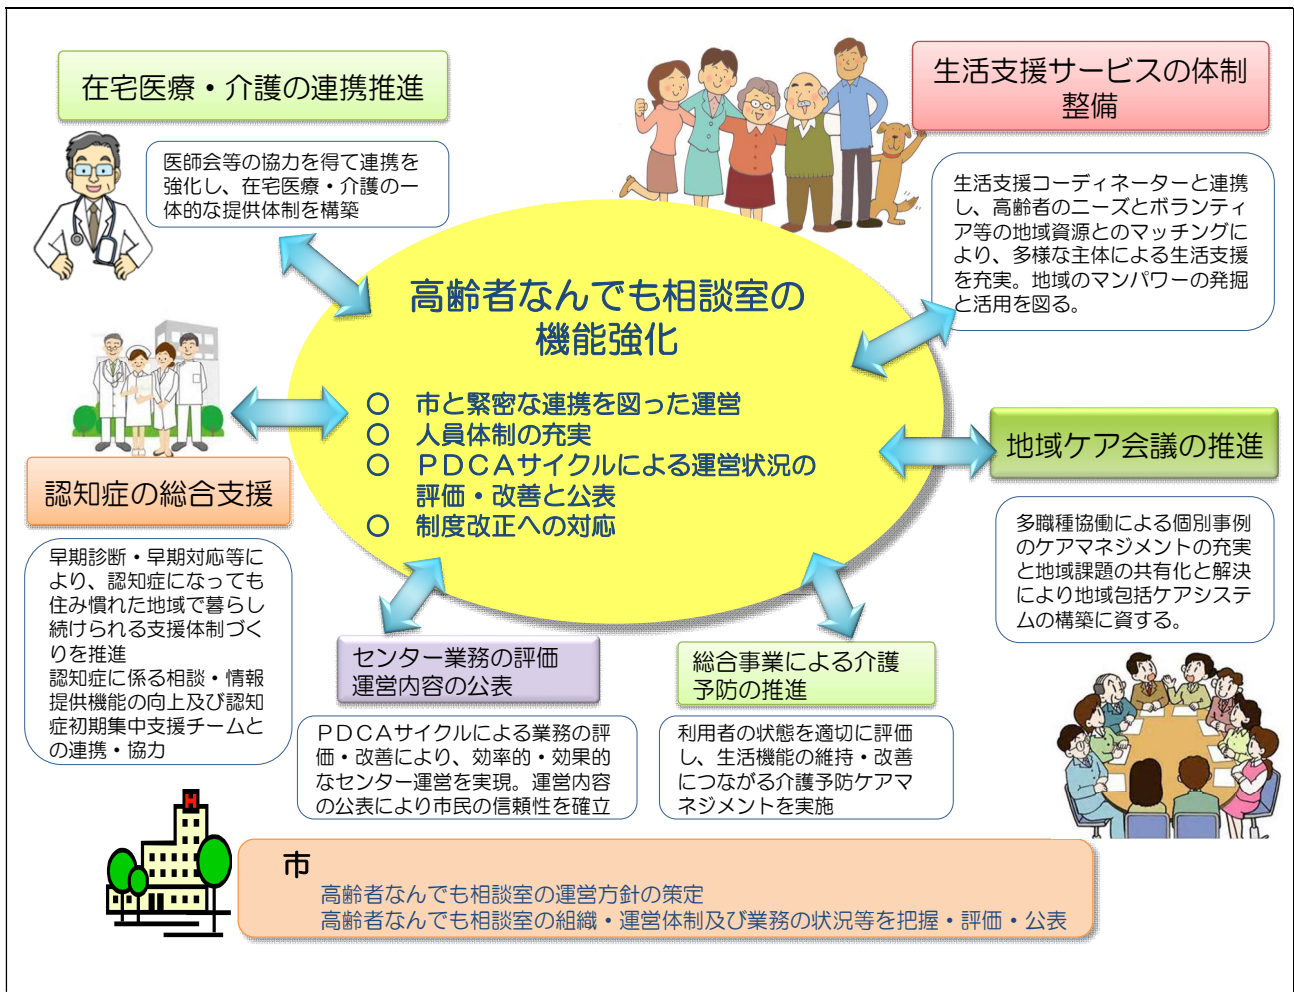 在宅医療・介護の連携推進
医師会等の協力を得て連携を
強化し、在宅医療・介護の一
体的な提供体制を構築
生活支援サービスの体制
整備
生活支援コーディネーターと連携
し、高齢者のニーズとボランティ
ア等の地域資源とのマッチングによ
り、多様な主体による生活支援
を充実。地域のマンパワーの発掘
と活用を図る。
高齢者なんでも相談室の
機能強化
○ 市と緊密な連携を図った運営
○ 人員体制の充実
○ ＰＤＣＡサイクルによる運営状況の
評価・改善と公表
○ 制度改正への対応
認知症の総合支援
早期診断・早期対応等に
より、認知症になっても
住み慣れた地域で暮らし
続けられる支援体制づく
りを推進
認知症に係る相談・情報
提供機能の向上及び認知
症初期集中支援チームと
の連携・協力
地域ケア会議の推進
多職種協働による個別事例
のケアマネジメントの充実
と地域課題の共有化と解決
により地域包括ケアシステ
ムの構築に資する。
センター業務の評価
運営内容の公表
ＰＤＣＡサイクルによる業務の評
価・改善により、効率的・効果的
なセンター運営を実現。運営内容
の公表により市民の信頼性を確立
総合事業による介護
予防の推進
利用者の状態を適切に評価
し、生活機能の維持・改善
につながる介護予防ケアマ
ネジメントを実施
H
市
高齢者なんでも相談室の運営方針の策定
高齢者なんでも相談室の組織・運営体制及び業務の状況等を把握・評価・公表